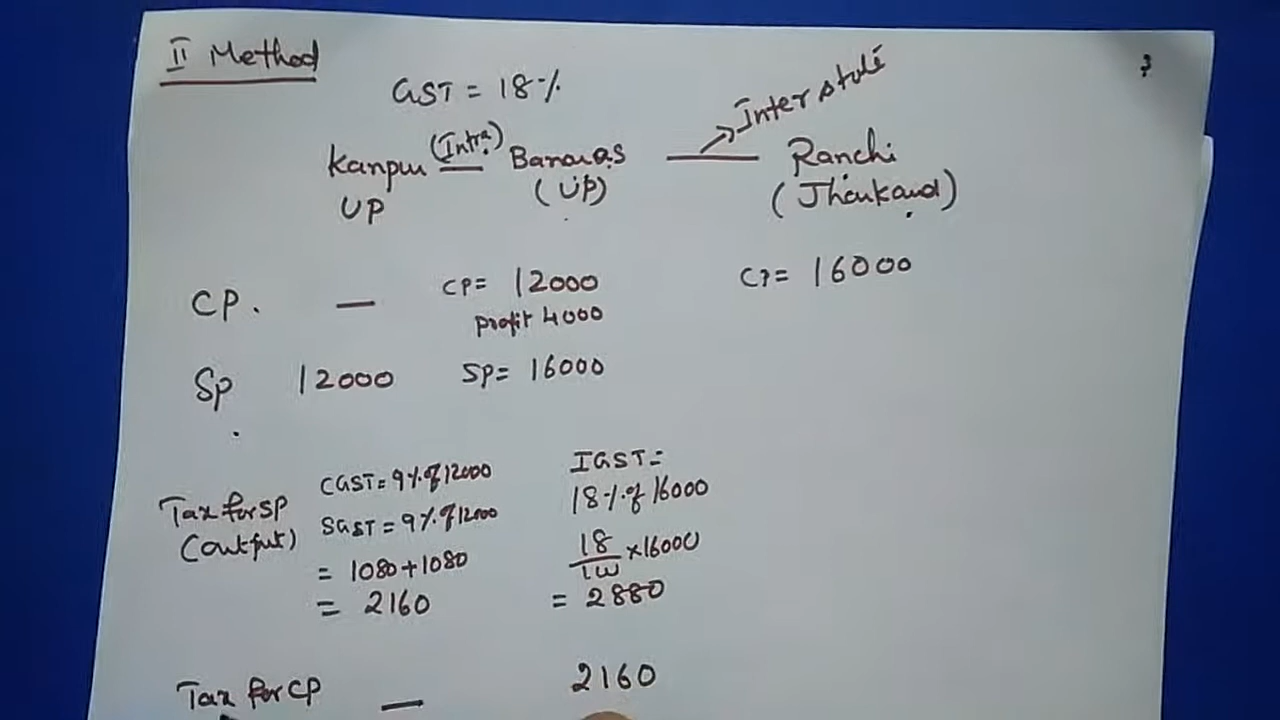 II Method
GST = 18%
Kanpur (Intra) Banaras Interstate Ranchi
UP (UP) (Jharkand)
CP. — CP= 12000 CP= 16000
Profit 4000
SP 12000 SP= 16000
Tax for SP CGST= 9% of 12000 IGST=
(output) SGST = 9% of 12000 18% of 16000
= 1080+1080 18/100 ×16000
= 2160 = 2880
Tax for CP — 2160